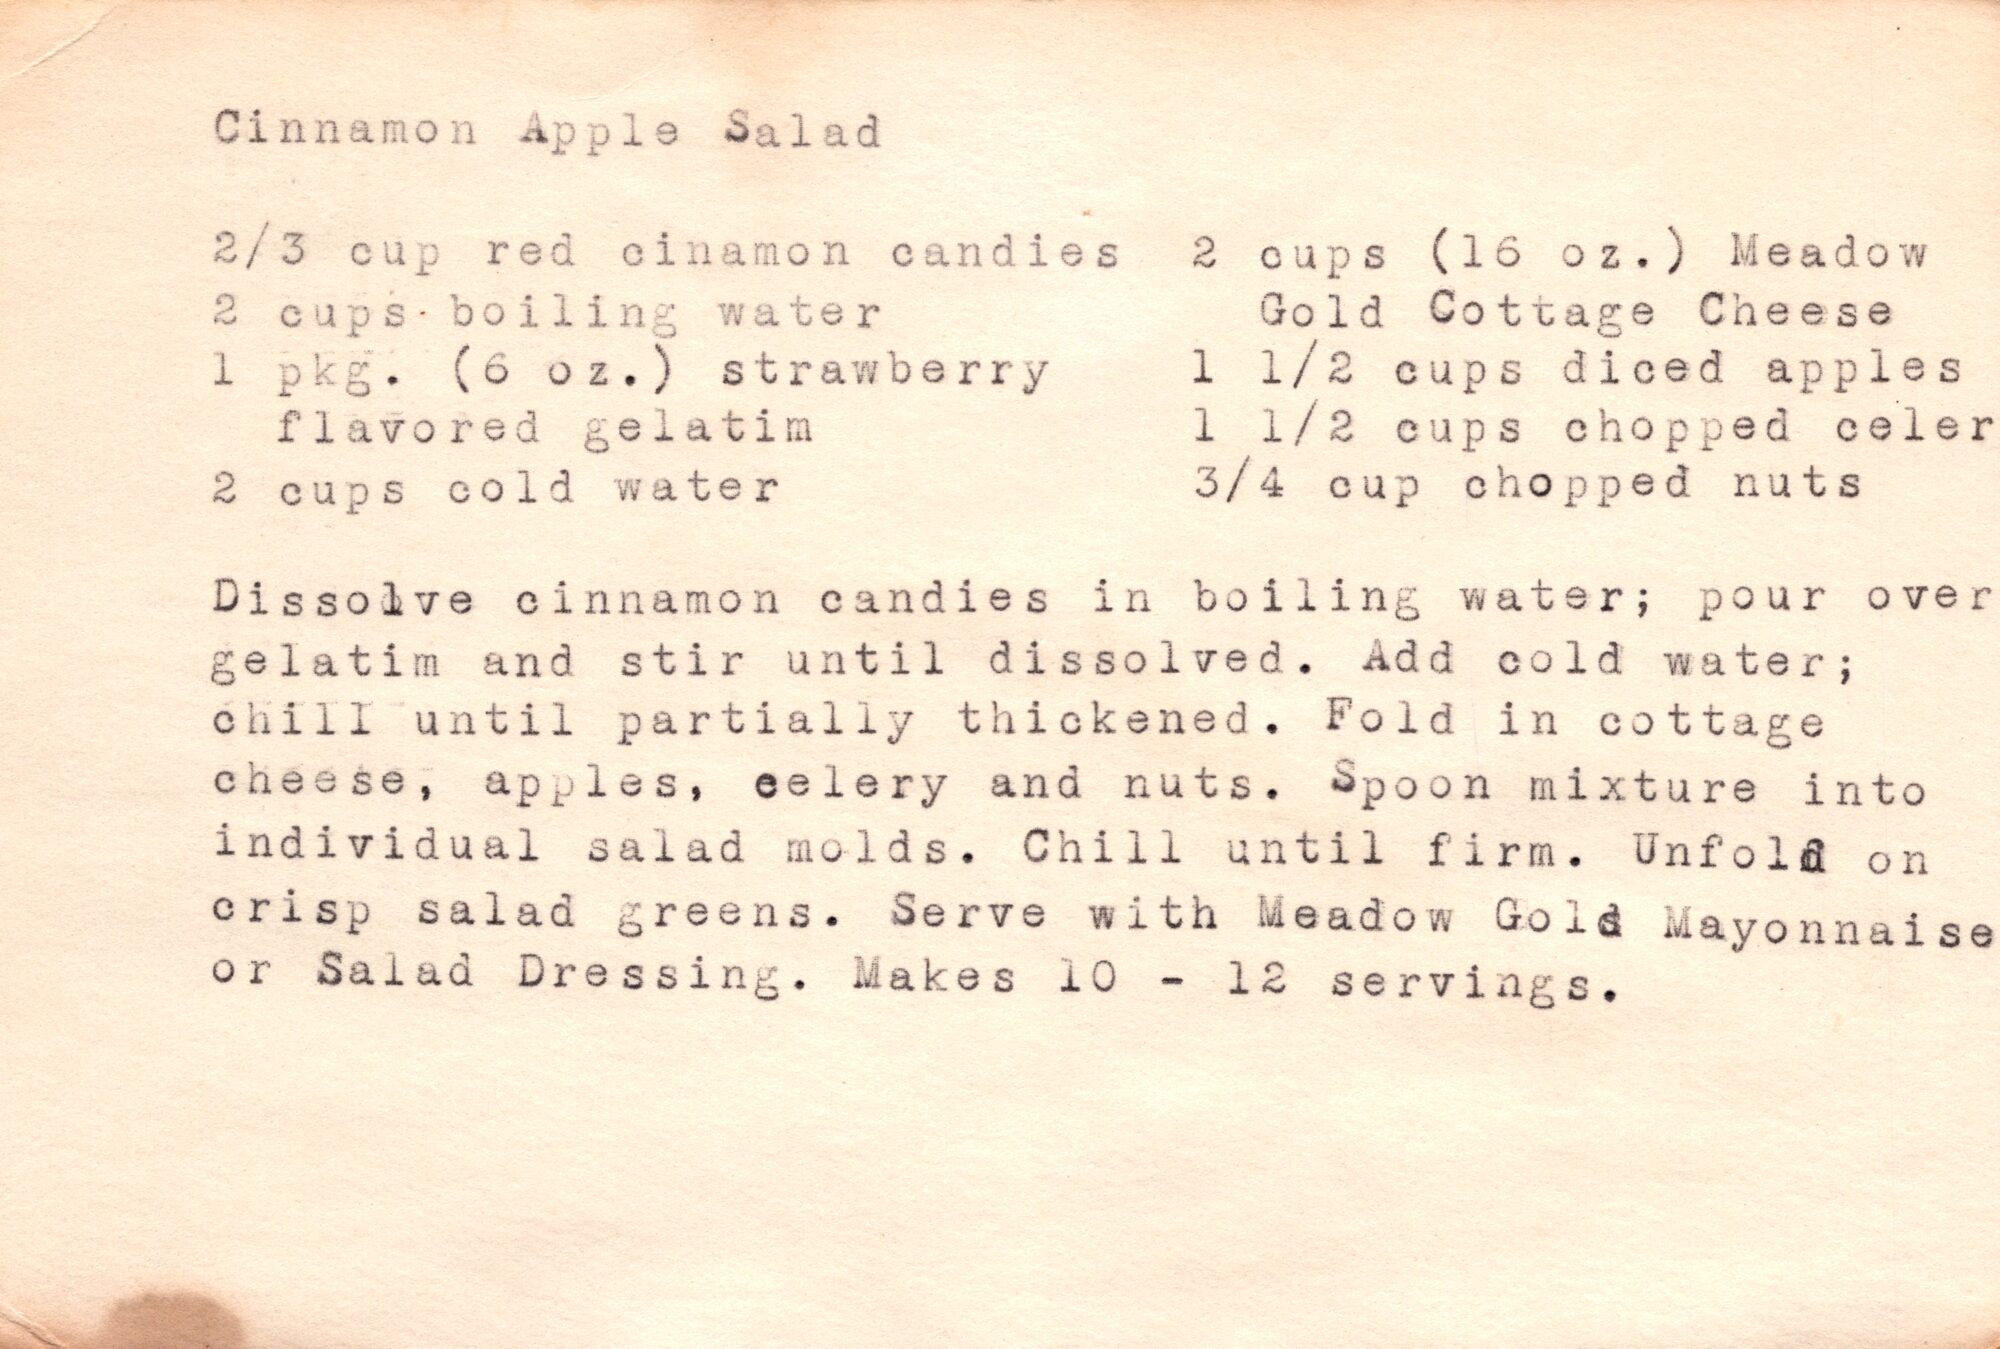 Cinnamon Apple Salad
2/3 cup red cinamon candies
2 cups boiling water
1 pkg. (6 oz.) strawberry
flavored gelatim
2 cups cold water
2 cups (16 oz.) Meadow
Gold Cottage Cheese
1 1/2 cups diced apples
1 1/2 cups chopped celer
3/4 cup chopped nuts
Dissolve cinnamon candies in boiling water; pour over
gelatim and stir until dissolved. Add cold water;
chill until partially thickened. Fold in cottage
cheese, apples, celery and nuts. Spoon mixture into
individual salad molds. Chill until firm. Unfold on
crisp salad greens. Serve with Meadow Gold Mayonnaise
or Salad Dressing. Makes 10 - 12 servings.